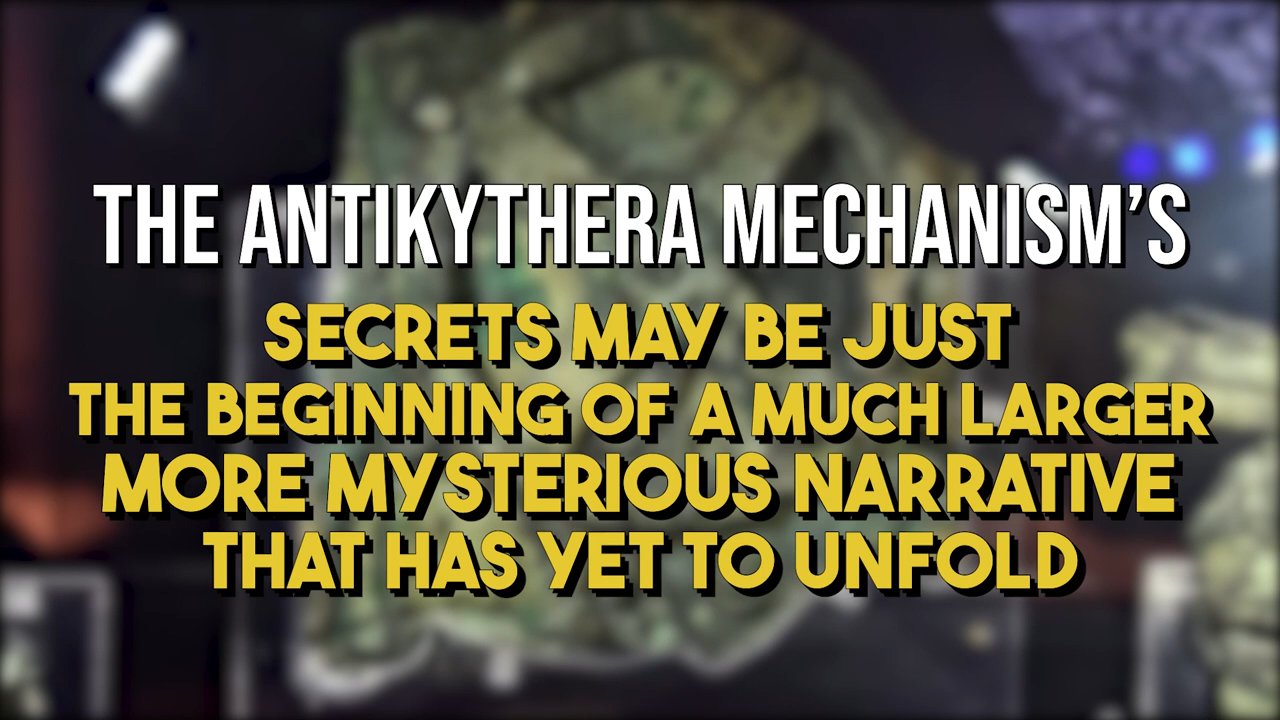 THE ANTIKYTHERA MECHANISM’S
SECRETS MAY BE JUST
THE BEGINNING OF A MUCH LARGER
MORE MYSTERIOUS NARRATIVE
THAT HAS YET TO UNFOLD